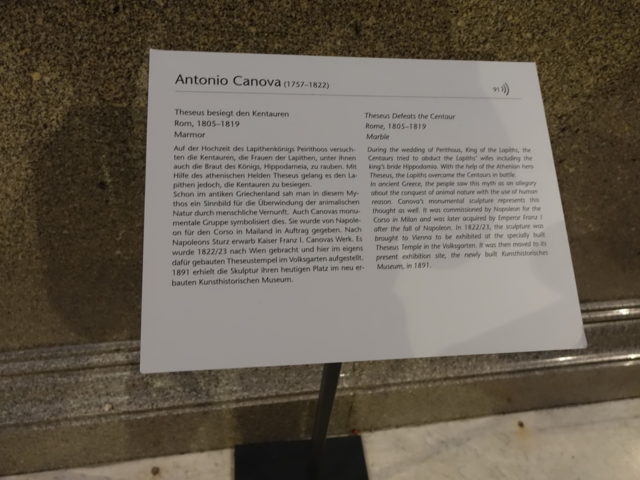 Antonio Canova (1757–1822)
91
Theseus besiegt den Kentauren
Rom, 1805–1819
Marmor
Auf der Hochzeit des Lapithenkönigs Peirithoos versuch-
ten die Kentauren, die Frauen der Lapithen, unter ihnen
auch die Braut des Königs, Hippodameia, zu rauben. Mit
Hilfe des athenischen Helden Theseus gelang es den La-
pithen jedoch, die Kentauren zu besiegen.
Schon im antiken Griechenland sah man in diesem My-
thos ein Sinnbild für die Überwindung der animalischen
Natur durch menschliche Vernunft. Auch Canovas monu-
mentale Gruppe symbolisiert dies. Sie wurde von Napole-
on für den Corso in Mailand in Auftrag gegeben. Nach
Napoleons Sturz erwarb Kaiser Franz I. Canovas Werk. Es
wurde 1822/23 nach Wien gebracht und hier im eigens
dafür gebauten Theseustempel im Volksgarten aufgestellt.
1891 erhielt die Skulptur ihren heutigen Platz im neu er-
bauten Kunsthistorischen Museum.
Theseus Defeats the Centaur
Rome, 1805–1819
Marble
During the wedding of Peirithous, King of the Lapiths, the
Centaurs tried to abduct the Lapiths' wifes including the
king's bride Hippodamia. With the help of the Athenian hero
Theseus, the Lapiths overcame the Centaurs in battle.
In ancient Greece, the people saw this myth as an allegory
about the conquest of animal nature with the use of human
reason. Canova's monumental sculpture represents this
thought as well. It was commissioned by Napoleon for the
Corso in Milan and was later acquired by Emperor Franz I
after the fall of Napoleon. In 1822/23, the sculpture was
brought to Vienna to be exhibited at the specially built
Theseus Temple in the Volksgarten. It was then moved to its
present exhibition site, the newly built Kunsthistorisches
Museum, in 1891.